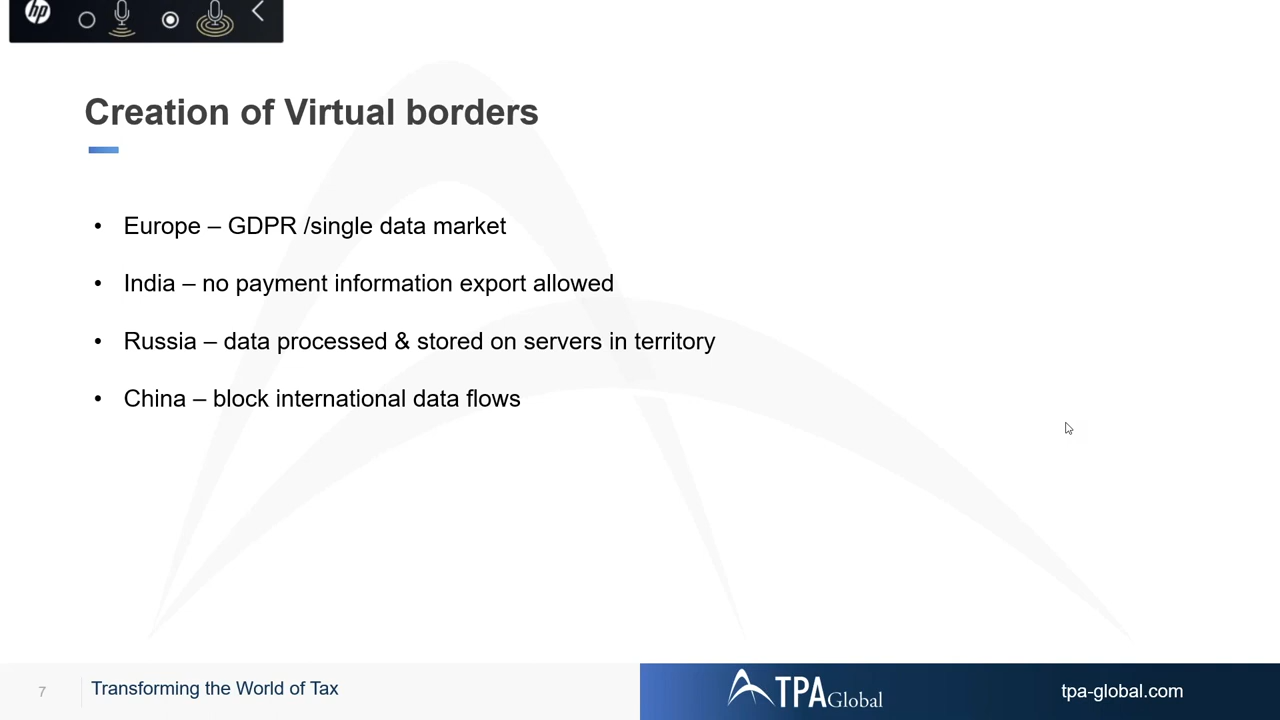 hp
Creation of Virtual borders
• Europe – GDPR /single data market
• India – no payment information export allowed
• Russia – data processed & stored on servers in territory
• China – block international data flows
7
Transforming the World of Tax
TPA Global
tpa-global.com